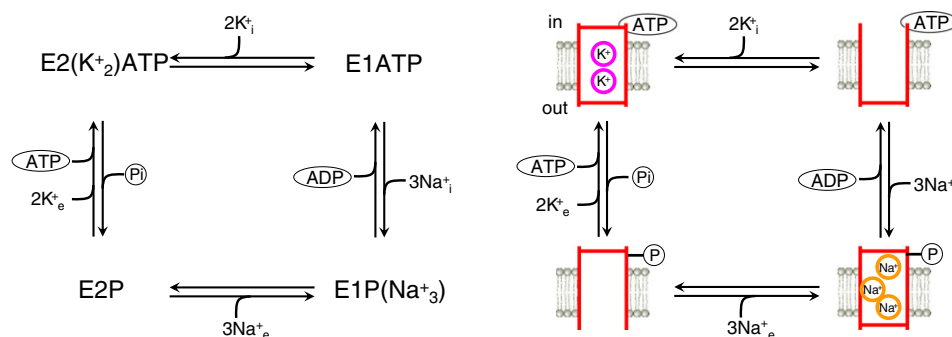 2K⁺ᵢ
E2(K⁺₂)ATP
E1ATP
ATP
2K⁺ₑ
Pi
ADP
3Na⁺ᵢ
E2P
E1P(Na⁺₃)
3Na⁺ₑ
in
ATP
2K⁺ᵢ
ATP
K⁺
K⁺
out
ATP
2K⁺ₑ
Pi
ADP
3Na⁺
P
P
Na⁺
Na⁺
Na⁺
3Na⁺ₑ